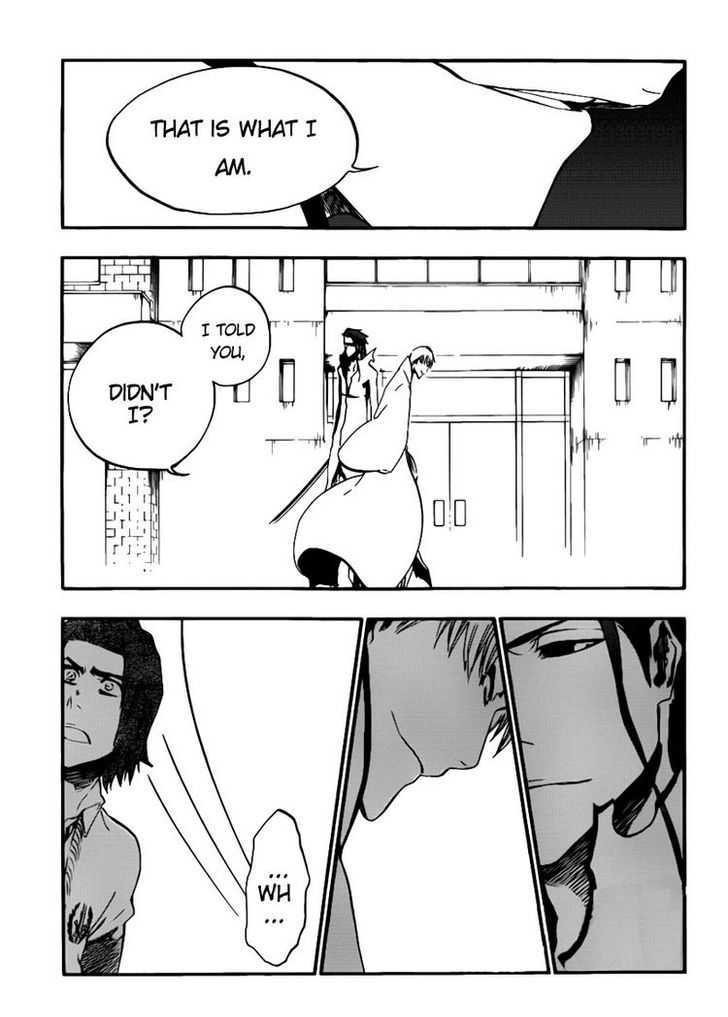 THAT IS WHAT I
AM.
I TOLD
YOU,
DIDN'T
I?
...
WH
...